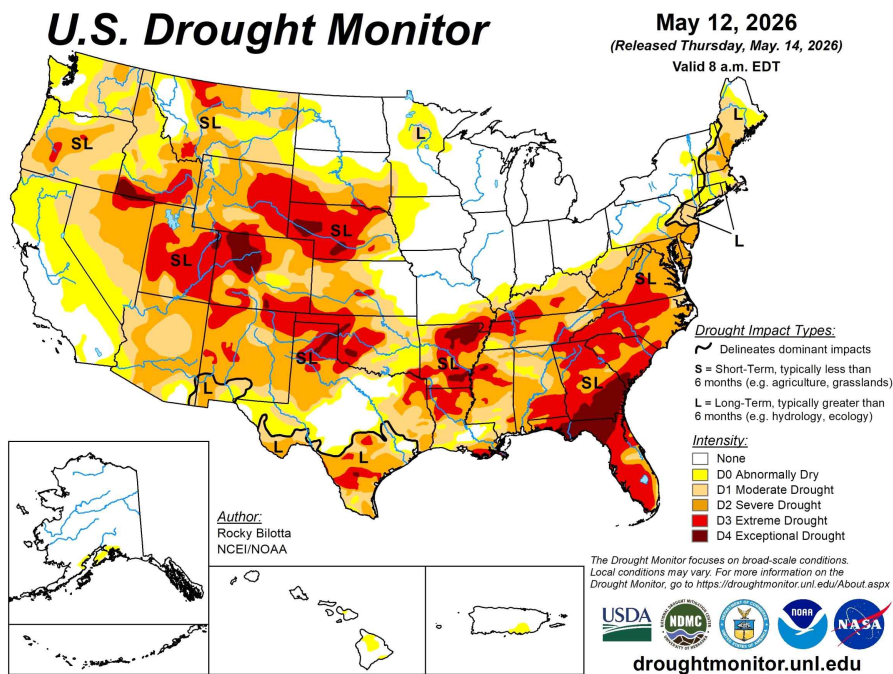 U.S. Drought Monitor
May 12, 2026
(Released Thursday, May. 14, 2026)
Valid 8 a.m. EDT
SL
SL
L
L
SL
SL
L
SL
SL
SL
SL
L
L
Drought Impact Types:
Delineates dominant impacts
S = Short-Term, typically less than
6 months (e.g. agriculture, grasslands)
L = Long-Term, typically greater than
6 months (e.g. hydrology, ecology)
Intensity:
None
D0 Abnormally Dry
D1 Moderate Drought
D2 Severe Drought
D3 Extreme Drought
D4 Exceptional Drought
Author:
Rocky Bilotta
NCEI/NOAA
The Drought Monitor focuses on broad-scale conditions.
Local conditions may vary. For more information on the
Drought Monitor, go to https://droughtmonitor.unl.edu/About.aspx
USDA
NDMC
NOAA
NASA
droughtmonitor.unl.edu